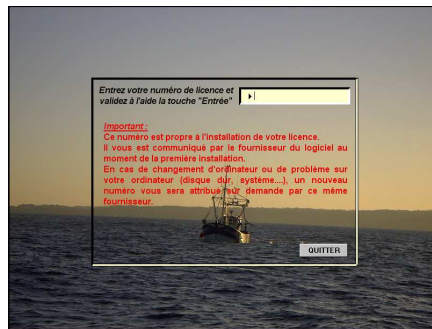 Entrez votre numéro de licence et
validez à l'aide la touche "Entrée"
Important :
Ce numéro est propre à l'installation de votre licence.
Il vous est communiqué par le fournisseur du logiciel au
moment de la première installation.
En cas de changement d'ordinateur ou de problème sur
votre ordinateur (disque dur, système....), un nouveau
numéro vous sera attribué sur demande par ce même
fournisseur.
QUITTER